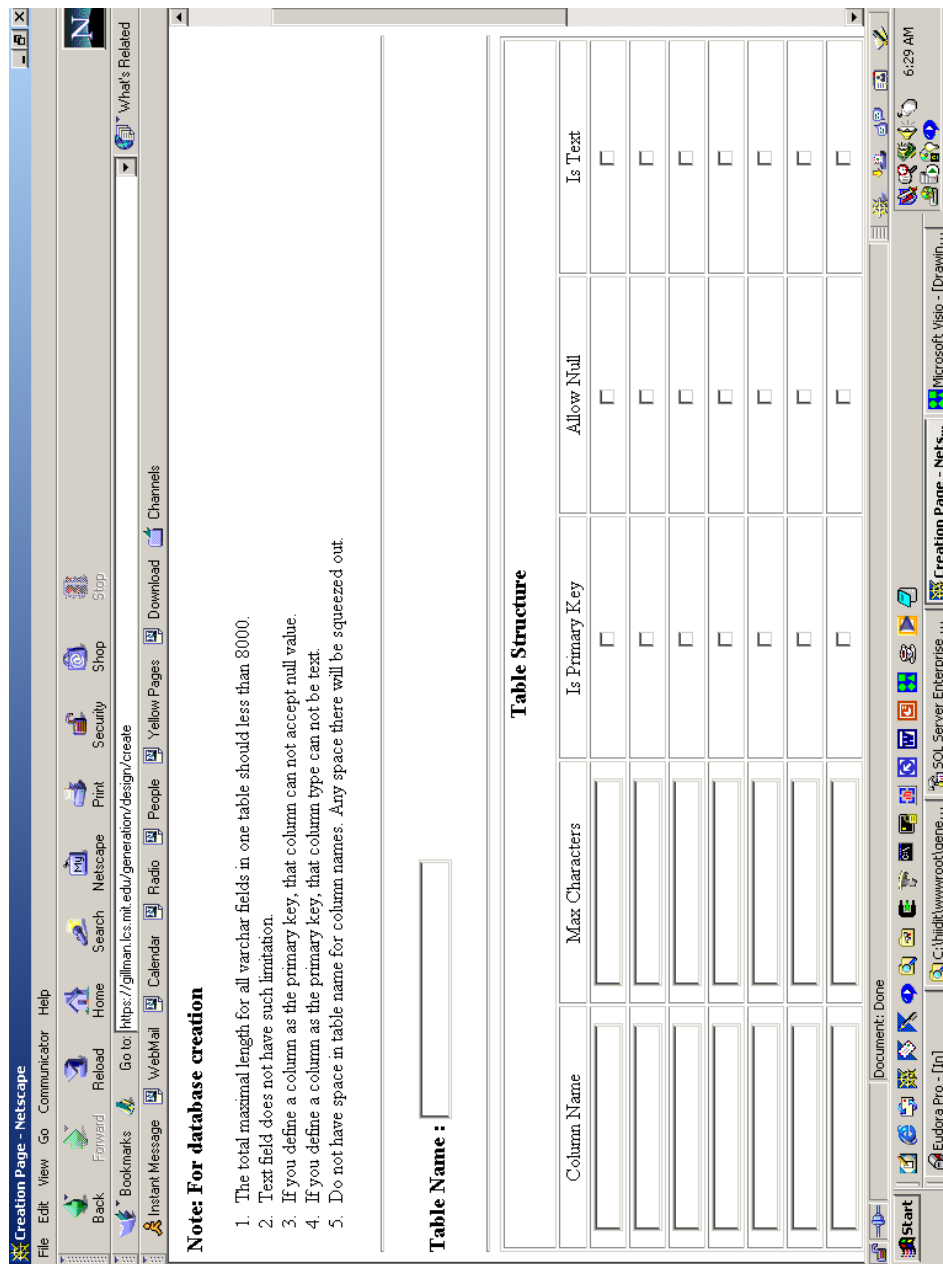 Creation Page - Netscape
File Edit View Go Communicator Help
Back Forward Reload Home Search Netscape Print Security Shop Stop
My
N
Bookmarks Go to: https://gillman.lcs.mit.edu/generation/design/create What's Related
Instant Message WebMail Calendar Radio People Yellow Pages Download Channels
Note: For database creation
1. The total maximal length for all varchar fields in one table should less than 8000.
2. Text field does not have such limitation.
3. If you define a column as the primary key, that column can not accept null value.
4. If you define a column as the primary key, that column type can not be text.
5. Do not have space in table name for column names. Any space there will be squeezed out.
Table Name :
Table Structure
Column Name Max Characters Is Primary Key Allow Null Is Text
Document: Done
Start
6:29 AM
Eudora Pro - [In] C:\hiidit\wwwroot\gene... SQL Server Enterprise ... Creation Page - Nets... Microsoft Visio - [Drawin...